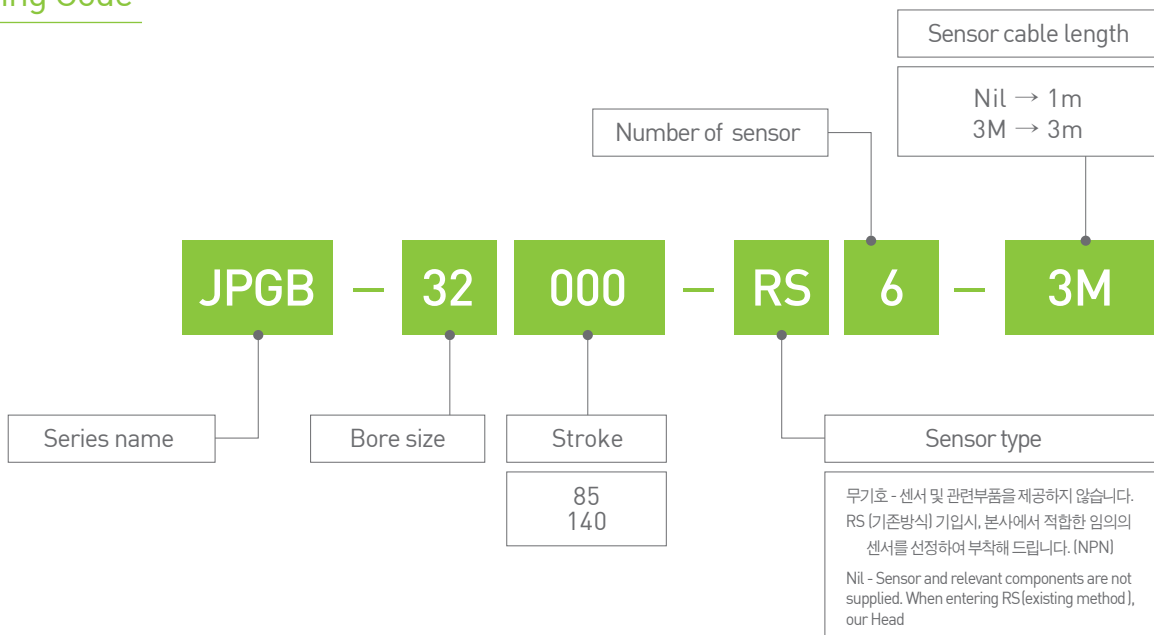 ing Code
Sensor cable length
Nil → 1m
3M → 3m
Number of sensor
JPGB — 32 000 — RS 6 — 3M
Series name
Bore size
Stroke
Sensor type
85
140
무기호 - 센서 및 관련부품을 제공하지 않습니다.
RS (기존방식) 기입시, 본사에서 적합한 임의의
센서를 선정하여 부착해 드립니다. (NPN)
Nil - Sensor and relevant components are not
supplied. When entering RS(existing method),
our Head